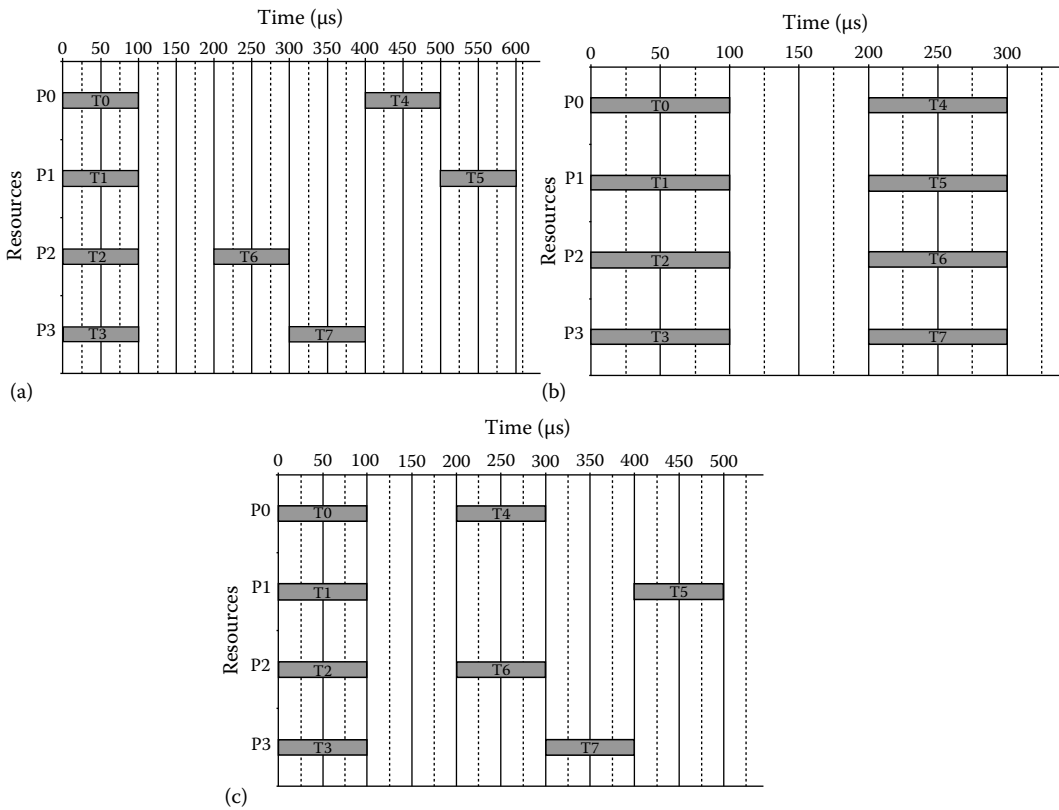 Time (μs)
0 50 100 150 200 250 300 350 400 450 500 550 600
P0 T0 T4
P1 T1 T5
Resources
P2 T2 T6
P3 T3 T7
(a)
Time (μs)
0 50 100 150 200 250 300
P0 T0 T4
P1 T1 T5
Resources
P2 T2 T6
P3 T3 T7
(b)
Time (μs)
0 50 100 150 200 250 300 350 400 450 500
P0 T0 T4
P1 T1 T5
Resources
P2 T2 T6
P3 T3 T7
(c)